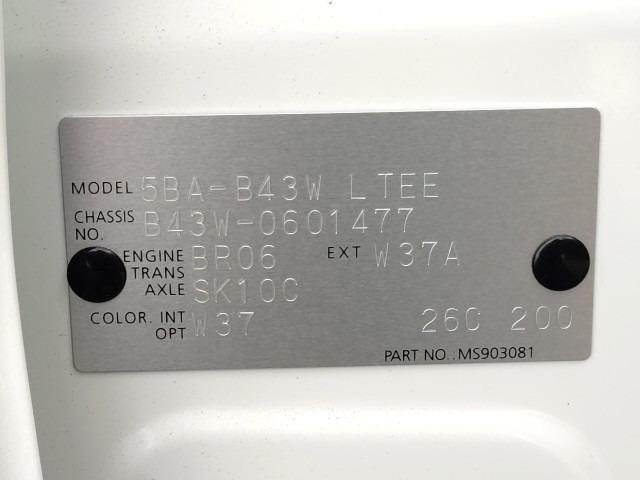 MODEL 5BA-B43W LTEE
CHASSIS NO. B43W-0601477
ENGINE BR06 EXT W37A
TRANS AXLE SK10C
COLOR. INT W37 26C 200
OPT
PART NO.: MS903081